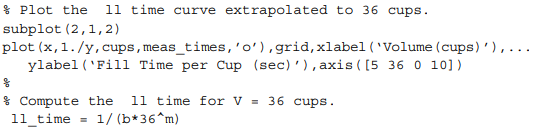 % Plot the  ll time curve extrapolated to 36 cups.
subplot(2,1,2)
plot(x,1./y,cups,meas_times,’o’),grid,xlabel(‘Volume(cups)’),...
   ylabel(‘Fill Time per Cup (sec)’),axis([5 36 0 10])
%
% Compute the  ll time for V = 36 cups.
 ll_time = 1/(b*36^m)